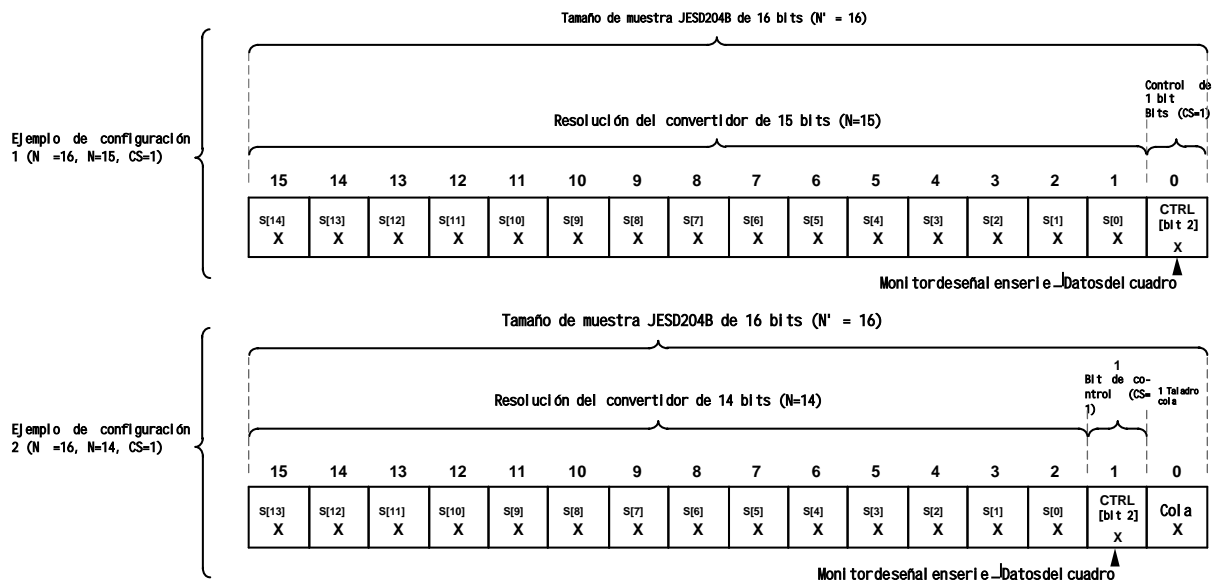 Tamaño de muestra JESD204B de 16 bits (N' = 16)
Control de
1 bit
Bits (CS=1)
Resolución del convertidor de 15 bits (N=15)
Ejemplo de configuración
1 (N =16, N=15, CS=1)
15 14 13 12 11 10 9 8 7 6 5 4 3 2 1 0
S[14] S[13] S[12] S[11] S[10] S[9] S[8] S[7] S[6] S[5] S[4] S[3] S[2] S[1] S[0] CTRL
[bit 2]
X X X X X X X X X X X X X X X X
Monitordeseñal enserie_Datosdel cuadro
Tamaño de muestra JESD204B de 16 bits (N' = 16)
1
Bit de co-
ntrol (CS=
1)
1 Taladro
cola
Resolución del convertidor de 14 bits (N=14)
Ejemplo de configuración
2 (N =16, N=14, CS=1)
15 14 13 12 11 10 9 8 7 6 5 4 3 2 1 0
S[13] S[12] S[11] S[10] S[9] S[8] S[7] S[6] S[5] S[4] S[3] S[2] S[1] S[0] CTRL Cola
[bit 2]
X X X X X X X X X X X X X X X X
Monitordeseñal enserie_Datosdel cuadro